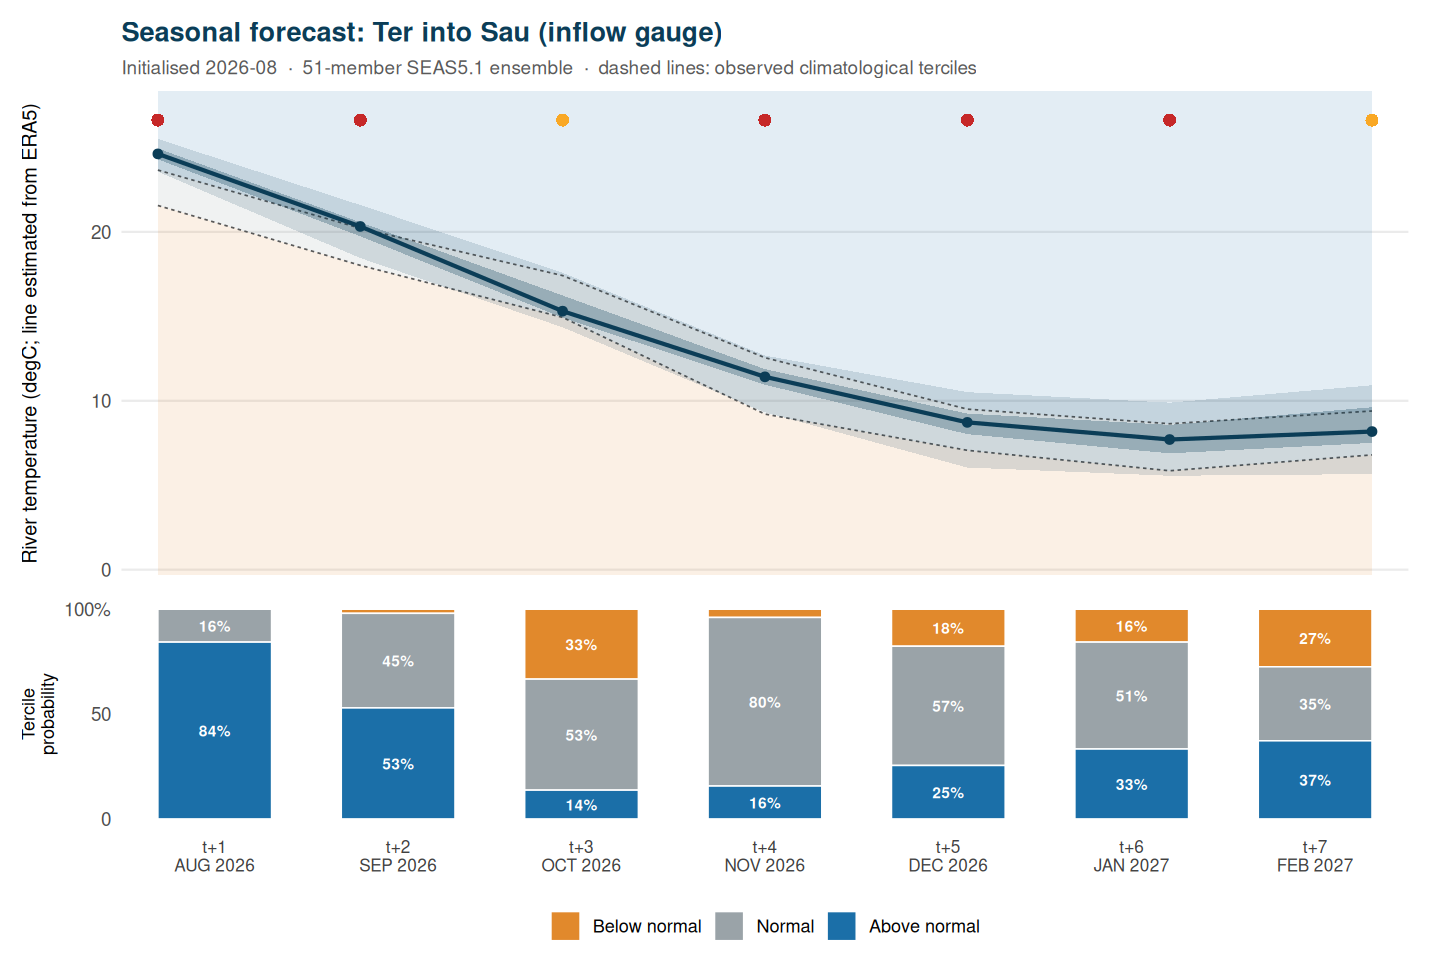 Seasonal forecast: Ter into Sau (inflow gauge)
Initialised 2026-08 · 51-member SEAS5.1 ensemble · dashed lines: observed climatological terciles
River temperature (degC; line estimated from ERA5)
20
10
0
Tercile
probability
100%
50
0
16%
84%
45%
53%
33%
53%
14%
80%
16%
18%
57%
25%
16%
51%
33%
27%
35%
37%
t+1
AUG 2026
t+2
SEP 2026
t+3
OCT 2026
t+4
NOV 2026
t+5
DEC 2026
t+6
JAN 2027
t+7
FEB 2027
Below normal
Normal
Above normal